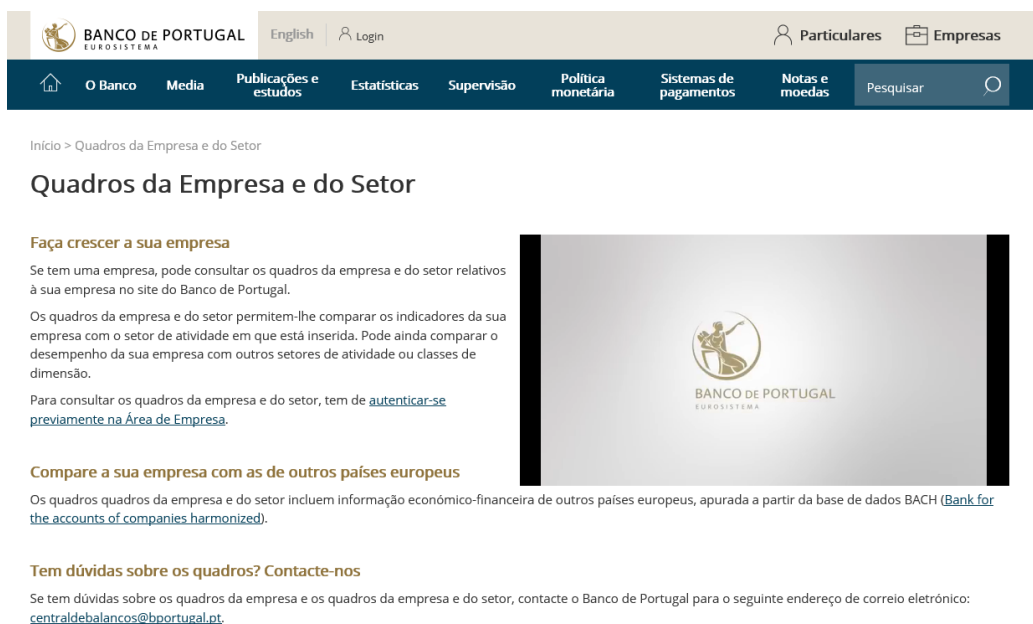 BANCO DE PORTUGAL
EUROSISTEMA
English
Login
Particulares
Empresas
O Banco
Media
Publicações e
estudos
Estatísticas
Supervisão
Política
monetária
Sistemas de
pagamentos
Notas e
moedas
Pesquisar
Início > Quadros da Empresa e do Setor
Quadros da Empresa e do Setor
Faça crescer a sua empresa
Se tem uma empresa, pode consultar os quadros da empresa e do setor relativos
à sua empresa no site do Banco de Portugal.
Os quadros da empresa e do setor permitem-lhe comparar os indicadores da sua
empresa com o setor de atividade em que está inserida. Pode ainda comparar o
desempenho da sua empresa com outros setores de atividade ou classes de
dimensão.
Para consultar os quadros da empresa e do setor, tem de autenticar-se
previamente na Área de Empresa.
BANCO DE PORTUGAL
EUROSISTEMA
Compare a sua empresa com as de outros países europeus
Os quadros quadros da empresa e do setor incluem informação económico-financeira de outros países europeus, apurada a partir da base de dados BACH (Bank for
the accounts of companies harmonized).
Tem dúvidas sobre os quadros? Contacte-nos
Se tem dúvidas sobre os quadros da empresa e os quadros da empresa e do setor, contacte o Banco de Portugal para o seguinte endereço de correio eletrónico:
centraldebalancos@bportugal.pt.